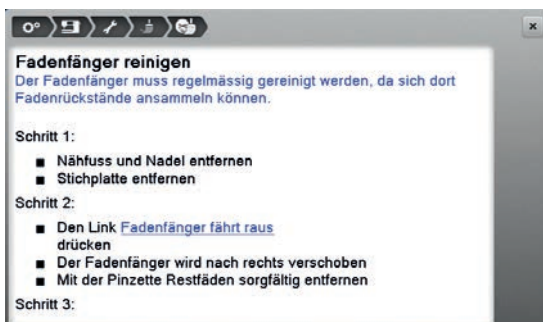 Fadenfänger reinigen
Der Fadenfänger muss regelmässig gereinigt werden, da sich dort
Fadenrückstände ansammeln können.
Schritt 1:
■ Nähfuss und Nadel entfernen
■ Stichplatte entfernen
Schritt 2:
■ Den Link Fadenfänger fährt raus
drücken
■ Der Fadenfänger wird nach rechts verschoben
■ Mit der Pinzette Restfäden sorgfältig entfernen
Schritt 3: